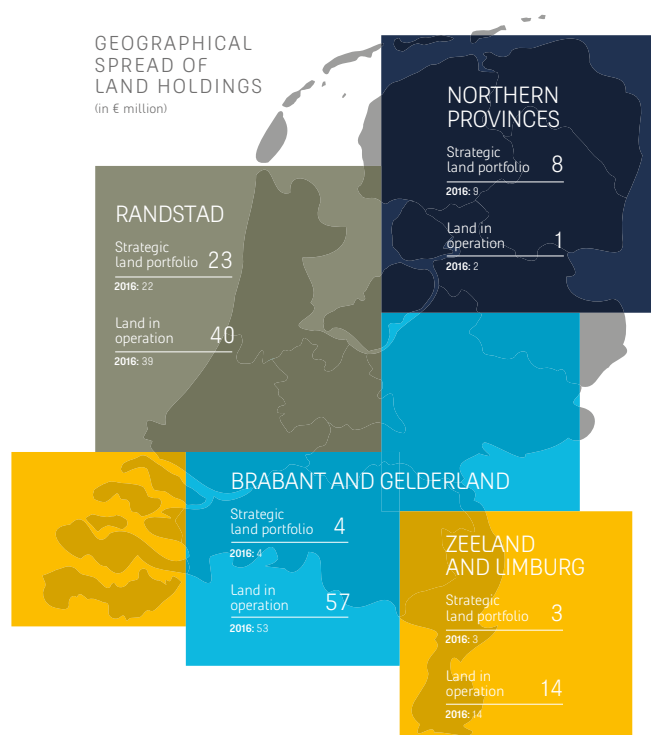 GEOGRAPHICAL
SPREAD OF
LAND HOLDINGS
(in € million)
NORTHERN
PROVINCES
Strategic
land portfolio 8
2016: 9
Land in
operation 1
2016: 2
RANDSTAD
Strategic
land portfolio 23
2016: 22
Land in
operation 40
2016: 39
BRABANT AND GELDERLAND
Strategic
land portfolio 4
2016: 4
Land in
operation 57
2016: 53
ZEELAND
AND LIMBURG
Strategic
land portfolio 3
2016: 3
Land in
operation 14
2016: 14